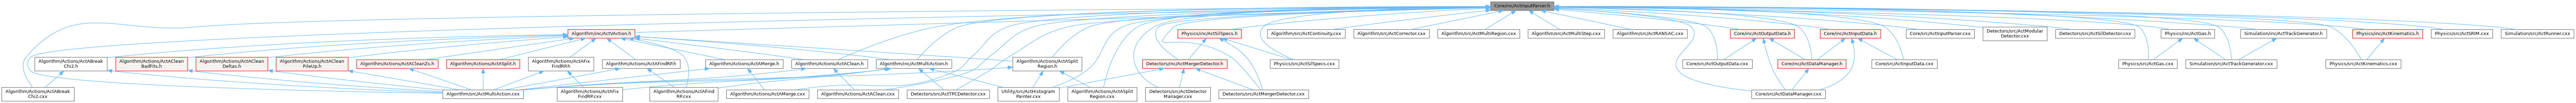 Core/inc/ActInputParser.h
Algorithm/inc/ActVAction.h
Physics/inc/ActSilSpecs.h
Algorithm/src/ActContinuity.cxx
Algorithm/src/ActCorrector.cxx
Algorithm/src/ActMultiRegion.cxx
Algorithm/src/ActMultiStep.cxx
Algorithm/src/ActRANSAC.cxx
Core/inc/ActOutputData.h
Core/inc/ActInputData.h
Core/src/ActInputParser.cxx
Detectors/src/ActModular
Detector.cxx
Detectors/src/ActSilDetector.cxx
Physics/inc/ActGas.h
Simulation/inc/ActTrackGenerator.h
Physics/inc/ActKinematics.h
Physics/src/ActSRIM.cxx
Simulation/src/ActRunner.cxx
Algorithm/Actions/ActABreak
Chi2.h
Algorithm/Actions/ActAClean
BadFits.h
Algorithm/Actions/ActAClean
Deltas.h
Algorithm/Actions/ActAClean
PileUp.h
Algorithm/Actions/ActACleanZs.h
Algorithm/Actions/ActASplit.h
Algorithm/Actions/ActAFix
FindRP.h
Algorithm/Actions/ActAFindRP.h
Algorithm/Actions/ActAMerge.h
Algorithm/Actions/ActAClean.h
Algorithm/inc/ActMultiAction.h
Algorithm/Actions/ActASplit
Region.h
Detectors/inc/ActMergerDetector.h
Physics/src/ActSilSpecs.cxx
Core/src/ActOutputData.cxx
Core/inc/ActDataManager.h
Core/src/ActInputData.cxx
Physics/src/ActGas.cxx
Simulation/src/ActTrackGenerator.cxx
Physics/src/ActKinematics.cxx
Algorithm/Actions/ActABreak
Chi2.cxx
Algorithm/src/ActMultiAction.cxx
Algorithm/Actions/ActAFix
FindRP.cxx
Algorithm/Actions/ActAFind
RP.cxx
Algorithm/Actions/ActAMerge.cxx
Algorithm/Actions/ActAClean.cxx
Detectors/src/ActTPCDetector.cxx
Utility/src/ActHistogram
Painter.cxx
Algorithm/Actions/ActASplit
Region.cxx
Detectors/src/ActDetector
Manager.cxx
Detectors/src/ActMergerDetector.cxx
Core/src/ActDataManager.cxx